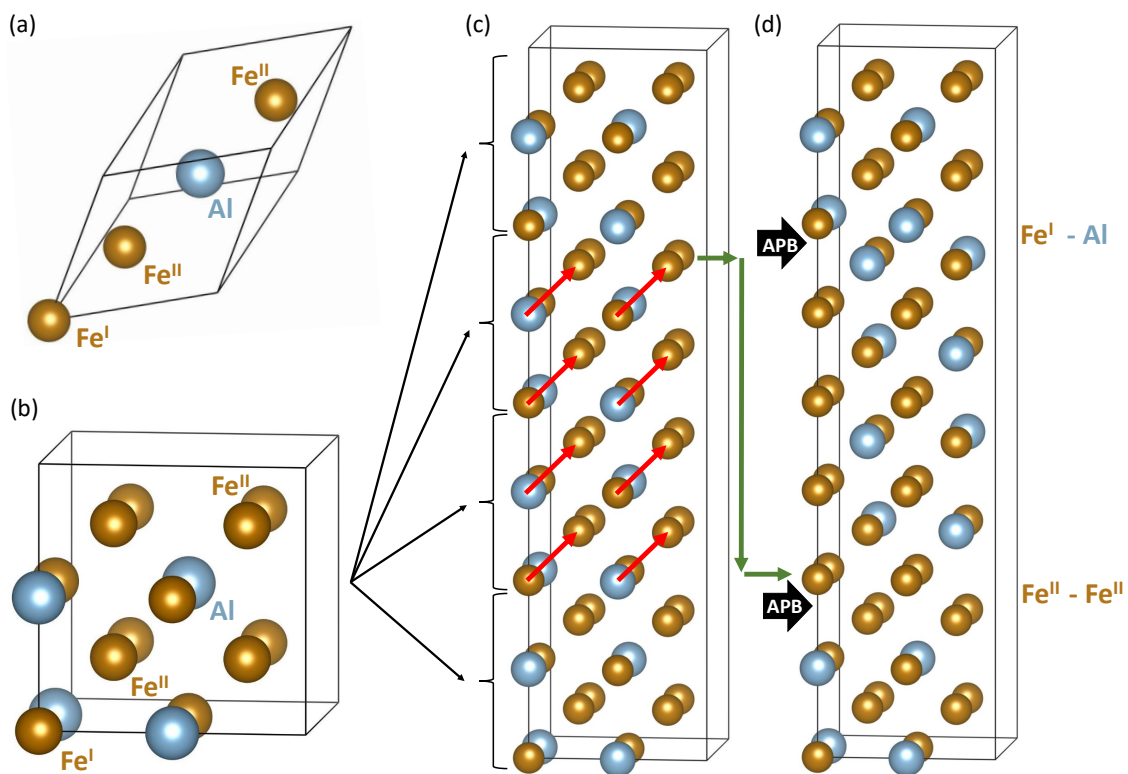 (a)
Fe^II
Al
Fe^II
Fe^I
(b)
Fe^II
Al
Fe^II
Fe^I
(c)
(d)
APB
Fe^I - Al
APB
Fe^II - Fe^II